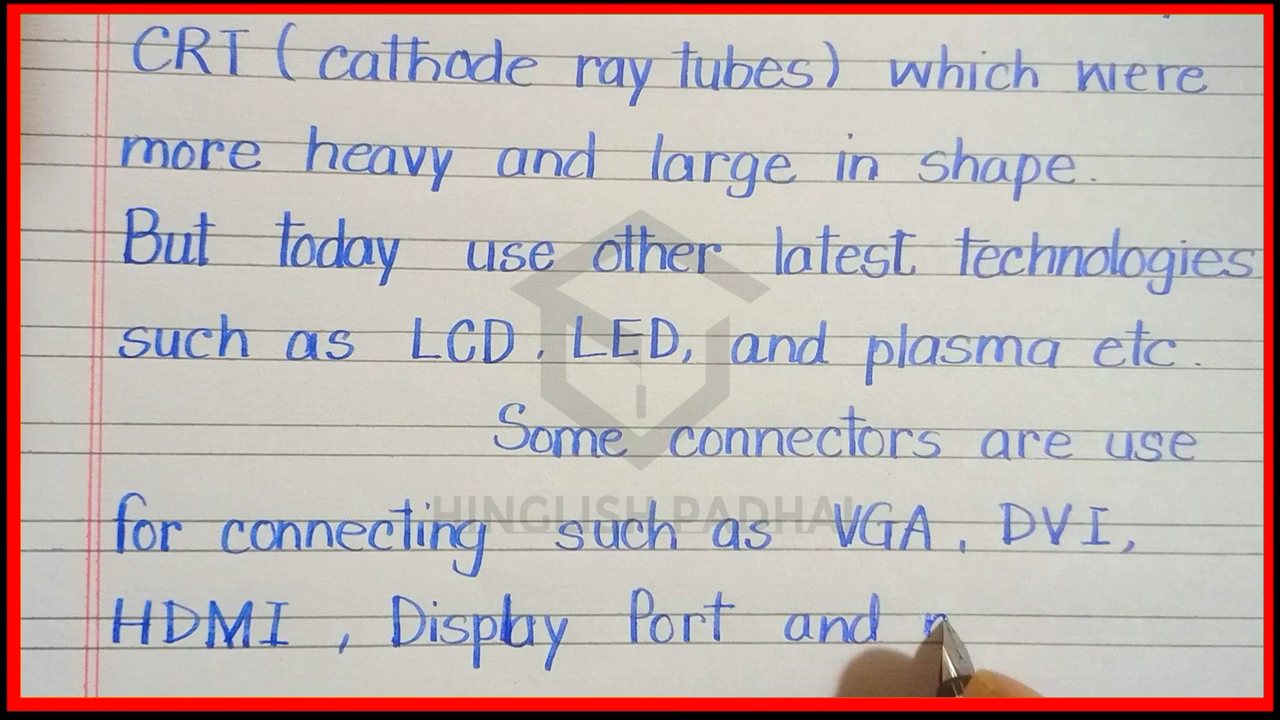 CRT (cathode ray tubes) which were
more heavy and large in shape.
But today use other latest technologies
such as LCD, LED, and plasma etc.
Some connectors are use
HINGLISH PADHAI
for connecting such as VGA, DVI,
HDMI, Display Port and